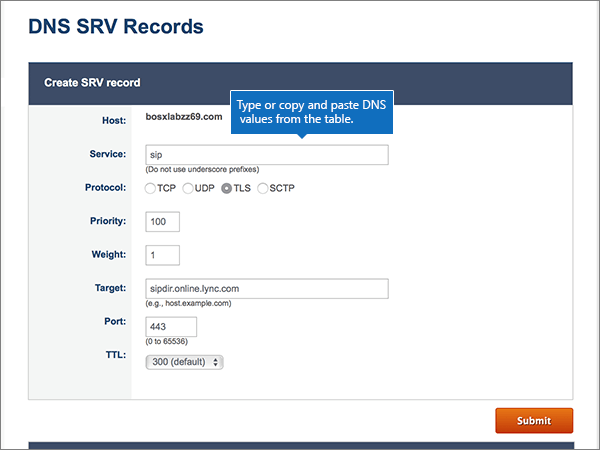 DNS SRV Records
Create SRV record
Type or copy and paste DNS
values from the table.
Host: bosxlabzz69.com
Service: sip
(Do not use underscore prefixes)
Protocol: TCP UDP TLS SCTP
Priority: 100
Weight: 1
Target: sipdir.online.lync.com
(e.g., host.example.com)
Port: 443
(0 to 65536)
TTL: 300 (default)
Submit